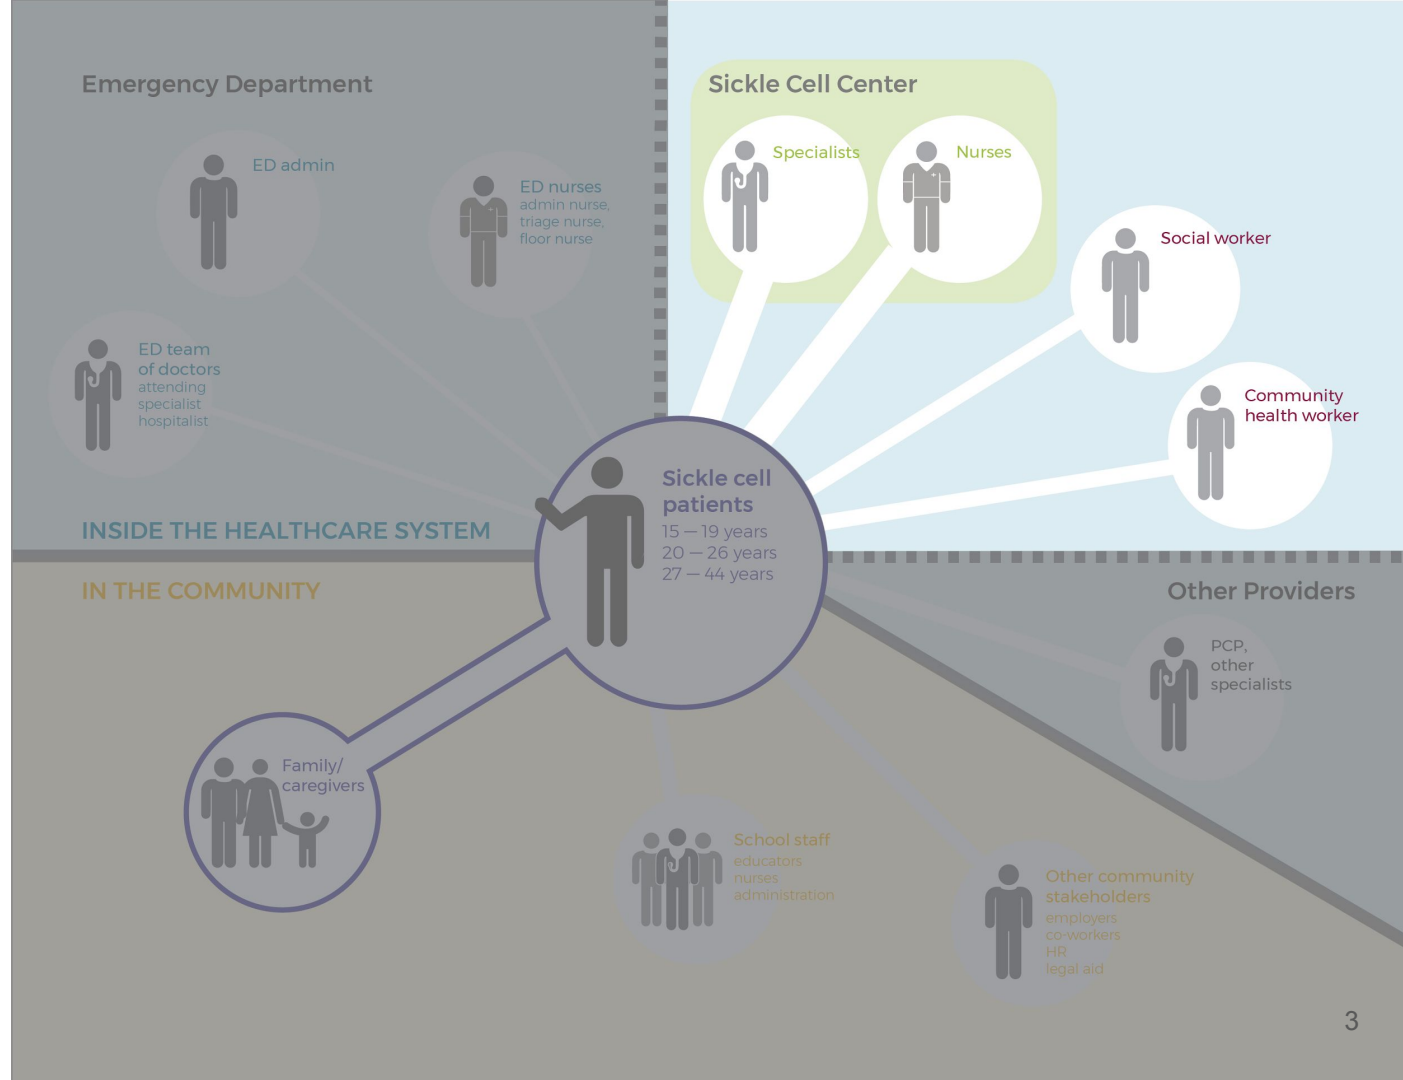 Emergency Department
ED admin
ED nurses
admin nurse,
triage nurse,
floor nurse
ED team
of doctors
attending
specialist
hospitalist
INSIDE THE HEALTHCARE SYSTEM
Sickle Cell Center
Specialists
Nurses
Social worker
Community
health worker
Sickle cell
patients
15 — 19 years
20 — 26 years
27 — 44 years
IN THE COMMUNITY
Other Providers
PCP,
other
specialists
Family/
caregivers
School staff
educators
nurses
administration
Other community
stakeholders
employers
co-workers
HR
legal aid
3